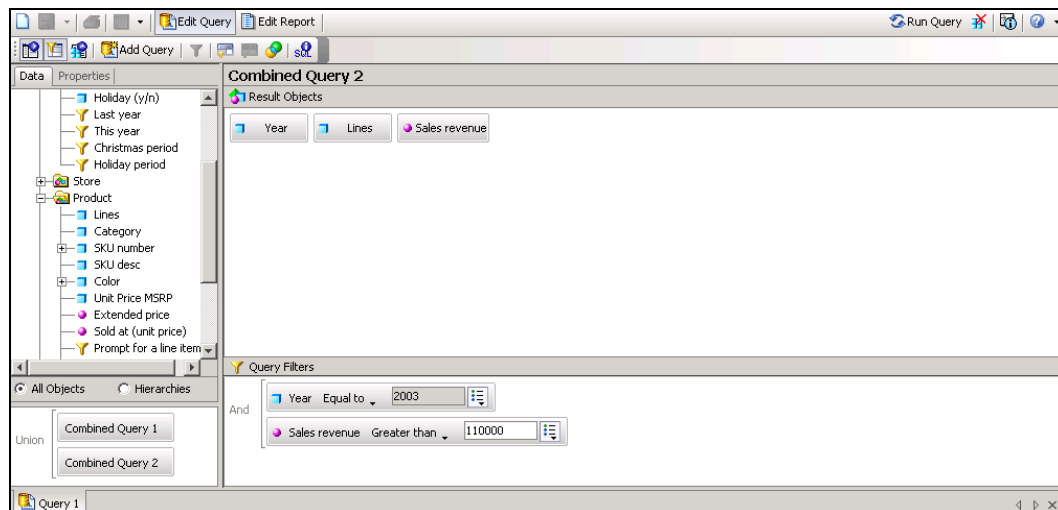 Edit Query Edit Report Run Query
Add Query SQL
Data Properties Combined Query 2
Result Objects
Holiday (y/n)
Last year
This year
Christmas period
Holiday period
Store
Product
Lines
Category
SKU number
SKU desc
Color
Unit Price MSRP
Extended price
Sold at (unit price)
Prompt for a line item
Year Lines Sales revenue
Query Filters
All Objects Hierarchies
And
Year Equal to 2003
Sales revenue Greater than 110000
Union
Combined Query 1
Combined Query 2
Query 1